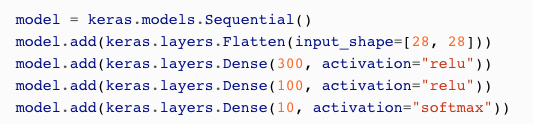 model = keras.models.Sequential()
model.add(keras.layers.Flatten(input_shape=[28, 28]))
model.add(keras.layers.Dense(300, activation="relu"))
model.add(keras.layers.Dense(100, activation="relu"))
model.add(keras.layers.Dense(10, activation="softmax"))